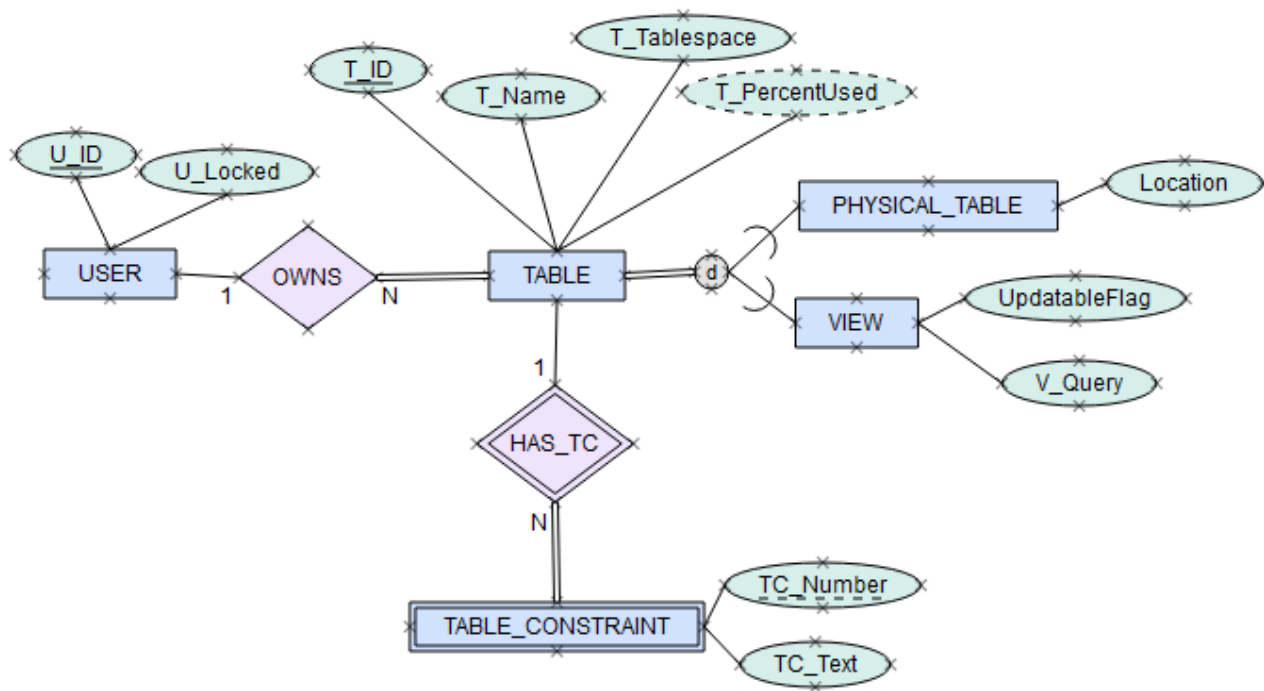 T_Tablespace
T_ID
T_Name
T_PercentUsed
U_ID
U_Locked
Location
PHYSICAL_TABLE
USER
1
OWNS
N
TABLE
d
UpdatableFlag
VIEW
V_Query
1
HAS_TC
N
TC_Number
TABLE_CONSTRAINT
TC_Text